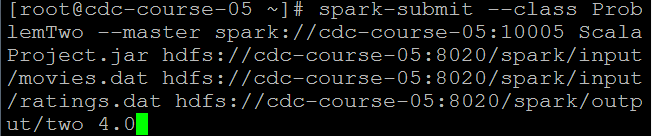 [root@cdc-course-05 ~]# spark-submit --class Prob
lemTwo --master spark://cdc-course-05:10005 Scala
Project.jar hdfs://cdc-course-05:8020/spark/input
/movies.dat hdfs://cdc-course-05:8020/spark/input
/ratings.dat hdfs://cdc-course-05:8020/spark/outp
ut/two 4.0